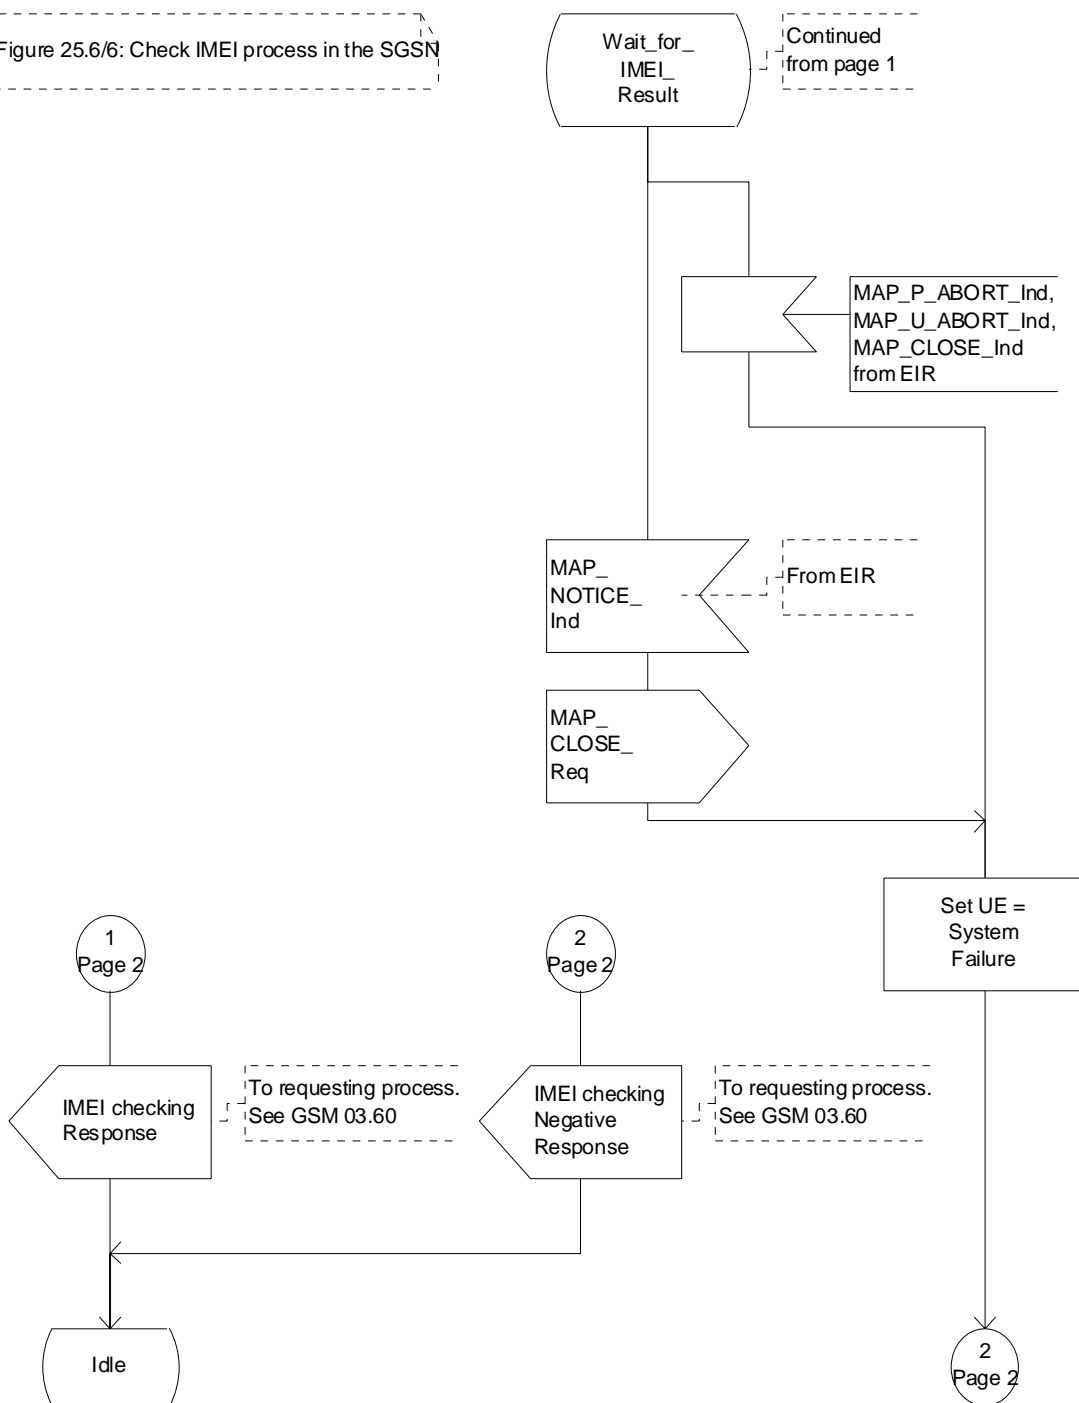 Figure 25.6/6: Check IMEI process in the SGSN
Wait_for_
IMEI_
Result
Continued
from page 1
MAP_P_ABORT_Ind,
MAP_U_ABORT_Ind,
MAP_CLOSE_Ind
from EIR
MAP_
NOTICE_
Ind
From EIR
MAP_
CLOSE_
Req
Set UE =
System
Failure
1
Page 2
2
Page 2
IMEI checking
Response
To requesting process.
See GSM 03.60
IMEI checking
Negative
Response
To requesting process.
See GSM 03.60
Idle
2
Page 2